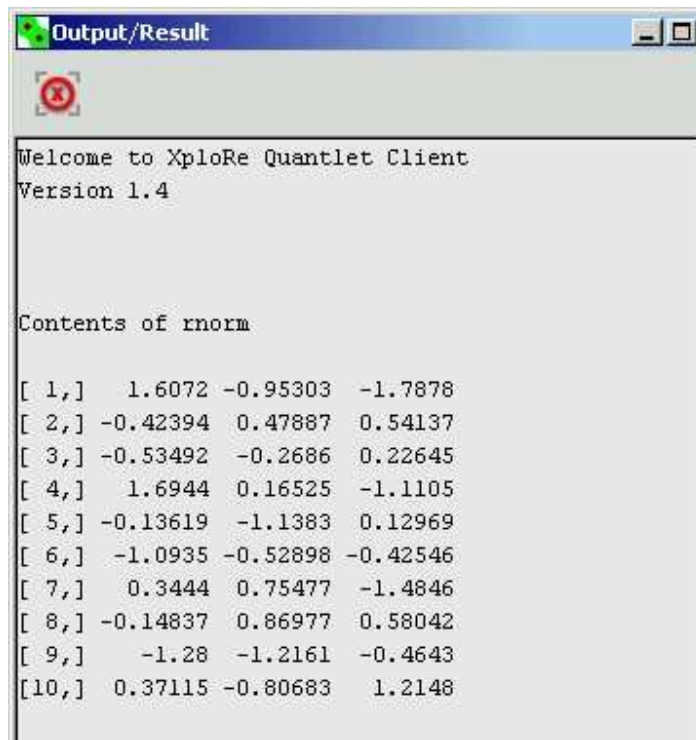 Output/Result
Welcome to XploRe Quantlet Client
Version 1.4
Contents of rnorm
[ 1,]   1.6072 -0.95303  -1.7878
[ 2,] -0.42394  0.47887  0.54137
[ 3,] -0.53492  -0.2686  0.22645
[ 4,]   1.6944  0.16525  -1.1105
[ 5,] -0.13619  -1.1383  0.12969
[ 6,]  -1.0935 -0.52898 -0.42546
[ 7,]   0.3444  0.75477  -1.4846
[ 8,] -0.14837  0.86977  0.58042
[ 9,]    -1.28  -1.2161  -0.4643
[10,]  0.37115 -0.80683   1.2148